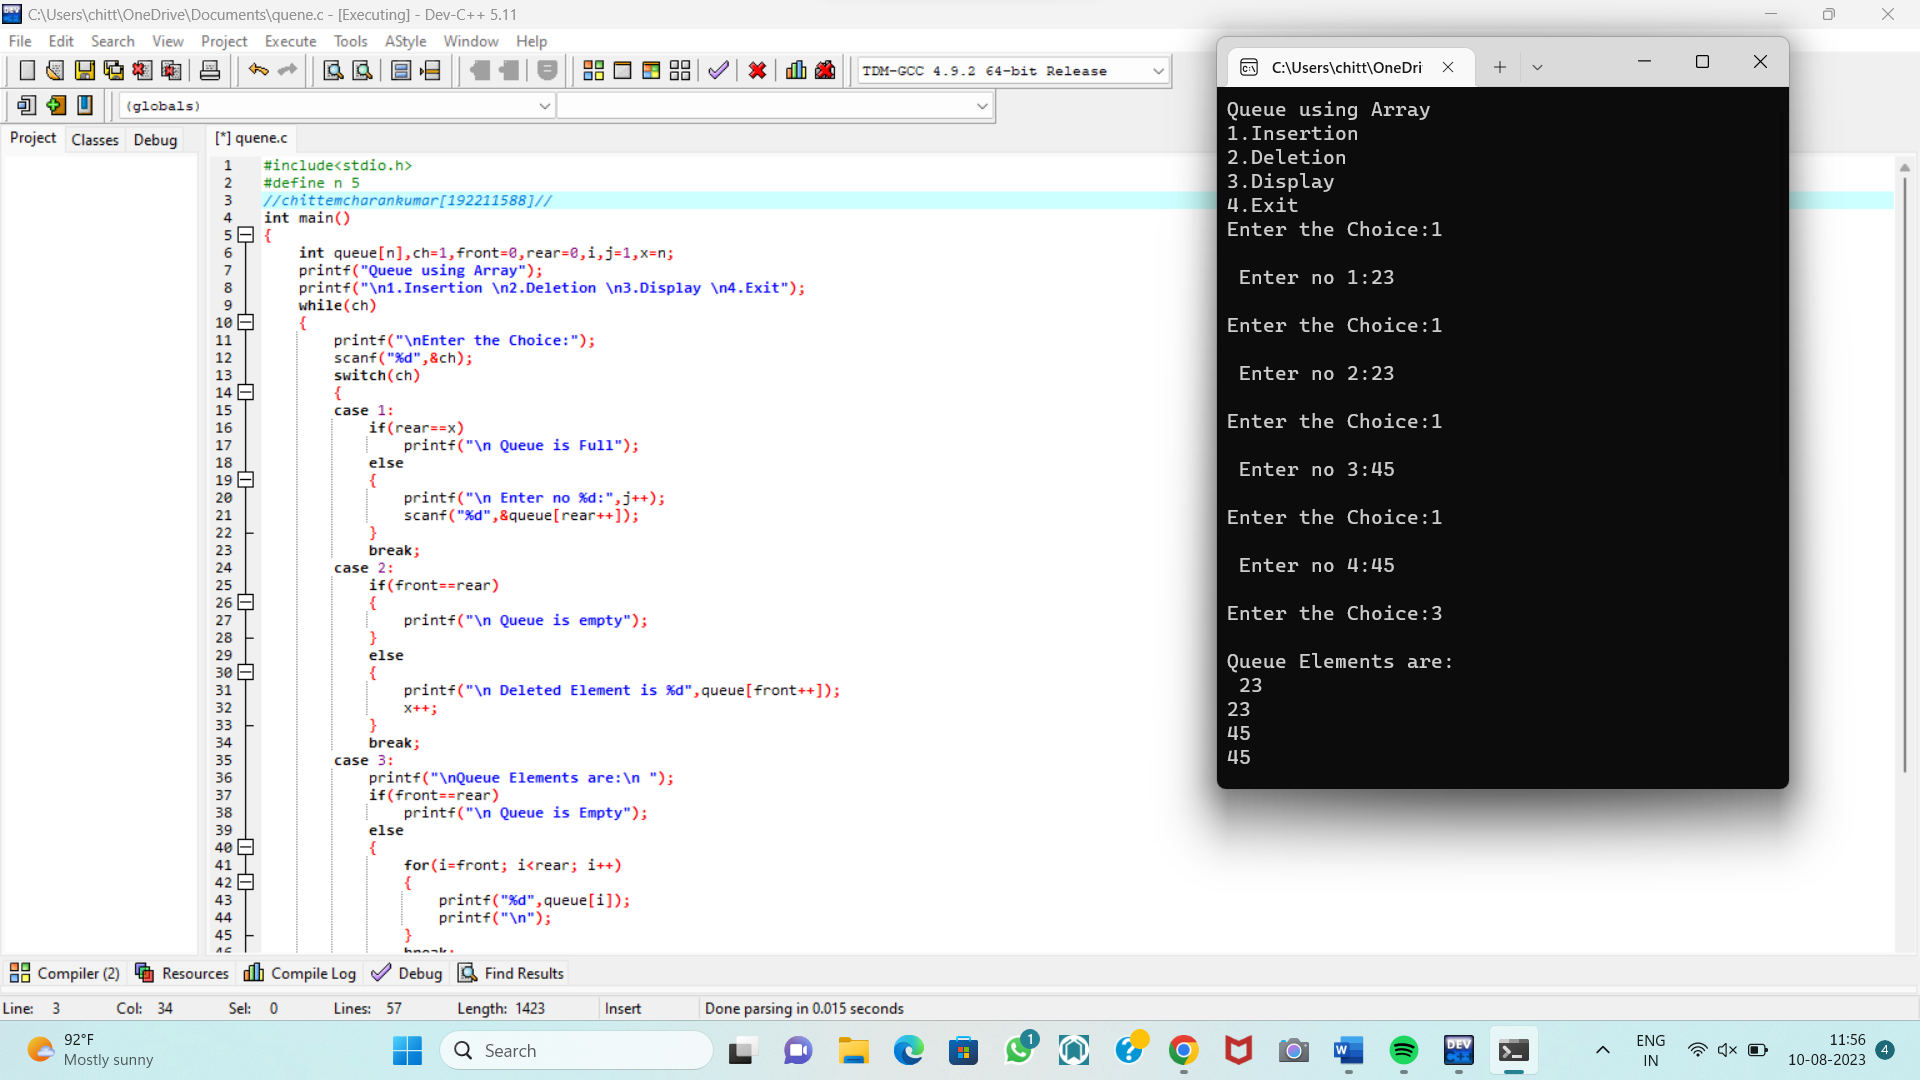 C:\Users\chitt\OneDrive\Documents\quene.c - [Executing] - Dev-C++ 5.11
File Edit Search View Project Execute Tools AStyle Window Help
TDM-GCC 4.9.2 64-bit Release
(globals)
Project Classes Debug
[*] quene.c
1 #include<stdio.h>
2 #define n 5
3 //chittemcharankumar[192211588]//
4 int main()
5 {
6 int queue[n],ch=1,front=0,rear=0,i,j=1,x=n;
7 printf("Queue using Array");
8 printf("\n1.Insertion \n2.Deletion \n3.Display \n4.Exit");
9 while(ch)
10 {
11 printf("\nEnter the Choice:");
12 scanf("%d",&ch);
13 switch(ch)
14 {
15 case 1:
16 if(rear==x)
17 printf("\n Queue is Full");
18 else
19 {
20 printf("\n Enter no %d:",j++);
21 scanf("%d",&queue[rear++]);
22 }
23 break;
24 case 2:
25 if(front==rear)
26 {
27 printf("\n Queue is empty");
28 }
29 else
30 {
31 printf("\n Deleted Element is %d",queue[front++]);
32 x++;
33 }
34 break;
35 case 3:
36 printf("\nQueue Elements are:\n ");
37 if(front==rear)
38 printf("\n Queue is Empty");
39 else
40 {
41 for(i=front; i<rear; i++)
42 {
43 printf("%d",queue[i]);
44 printf("\n");
45 }
46 break;
C:\Users\chitt\OneDri
Queue using Array
1.Insertion
2.Deletion
3.Display
4.Exit
Enter the Choice:1
Enter no 1:23
Enter the Choice:1
Enter no 2:23
Enter the Choice:1
Enter no 3:45
Enter the Choice:1
Enter no 4:45
Enter the Choice:3
Queue Elements are:
23
23
45
45
Compiler (2) Resources Compile Log Debug Find Results
Line: 3 Col: 34 Sel: 0 Lines: 57 Length: 1423 Insert Done parsing in 0.015 seconds
92°F
Mostly sunny
Search
1
W
DEV
C++
ENG
IN
11:56
10-08-2023
4